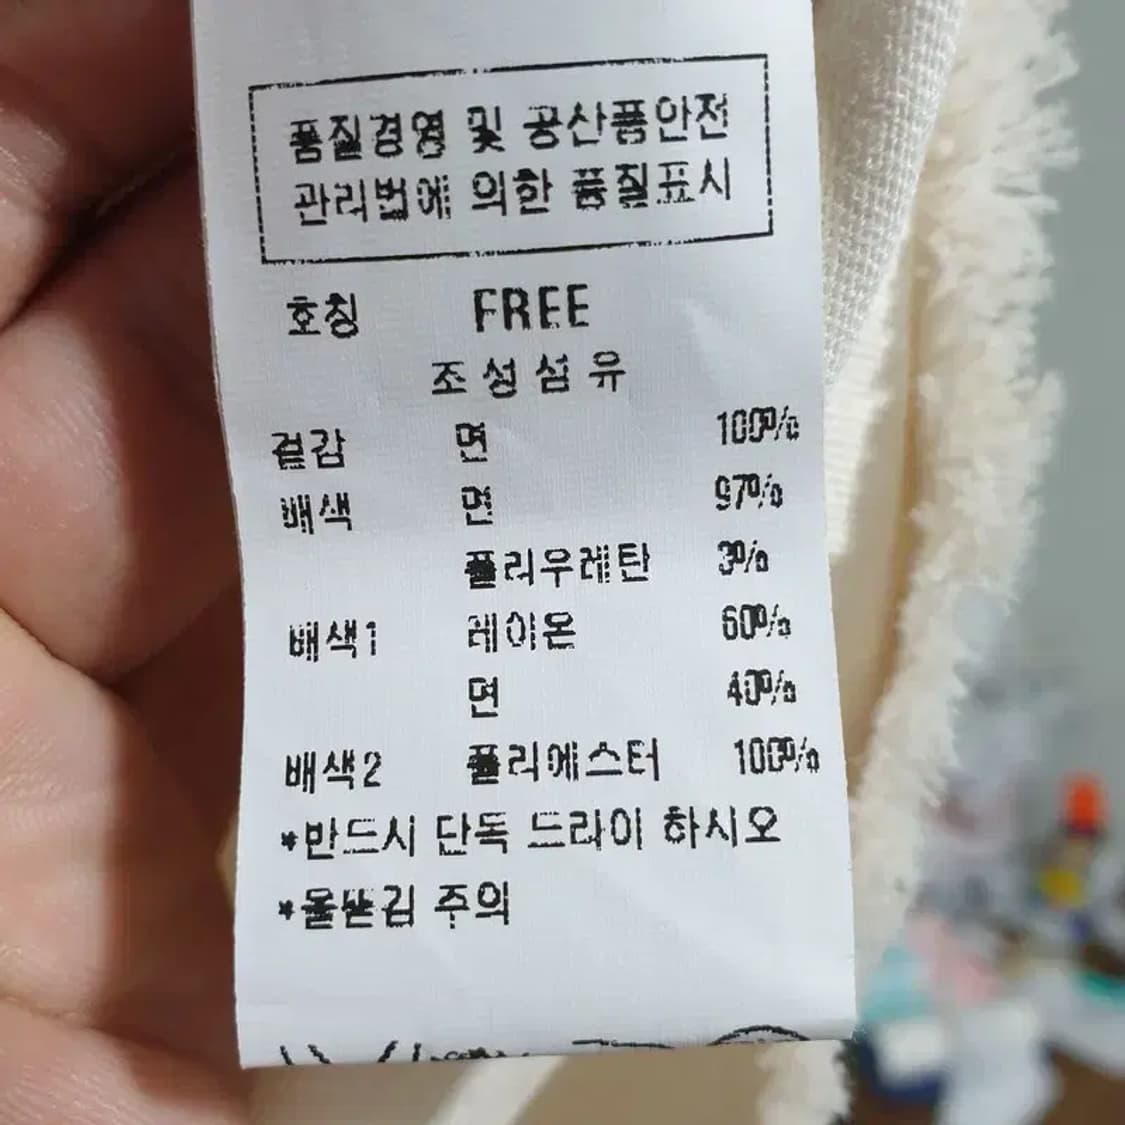 품질경영 및 공산품안전
관리법에 의한 품질표시
호칭 FREE
조성섬유
겉감 면 100%
배색 면 97%
폴리우레탄 3%
배색1 레이온 60%
면 40%
배색2 폴리에스터 100%
*반드시 단독 드라이 하시오
*올뜯김 주의